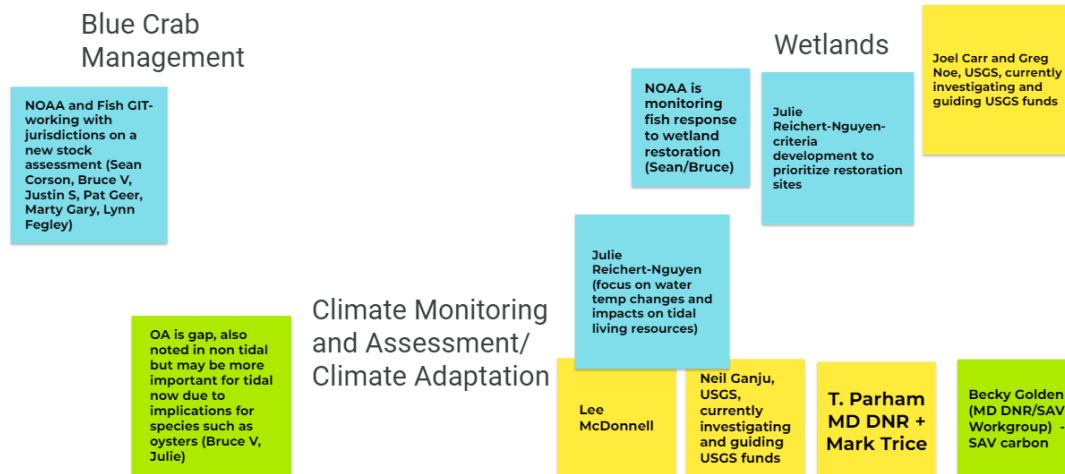 Blue Crab
Management
NOAA and Fish GIT-
working with
jurisdictions on a
new stock
assessment (Sean
Corson, Bruce V,
Justin S, Pat Geer,
Marty Gary, Lynn
Fegley)
Wetlands
NOAA is
monitoring
fish response
to wetland
restoration
(Sean/Bruce)
Julie
Reichert-Nguyen-
criteria
development to
prioritize restoration
sites
Joel Carr and Greg
Noe, USGS, currently
investigating and
guiding USGS funds
OA is gap, also
noted in non tidal
but may be more
important for tidal
now due to
implications for
species such as
oysters (Bruce V,
Julie)
Climate Monitoring
and Assessment/
Climate Adaptation
Julie
Reichert-Nguyen
(focus on water
temp changes and
impacts on tidal
living resources)
Lee
McDonnell
Neil Ganju,
USGS,
currently
investigating
and guiding
USGS funds
T. Parham
MD DNR +
Mark Trice
Becky Golden
(MD DNR/SAV
Workgroup) -
SAV carbon